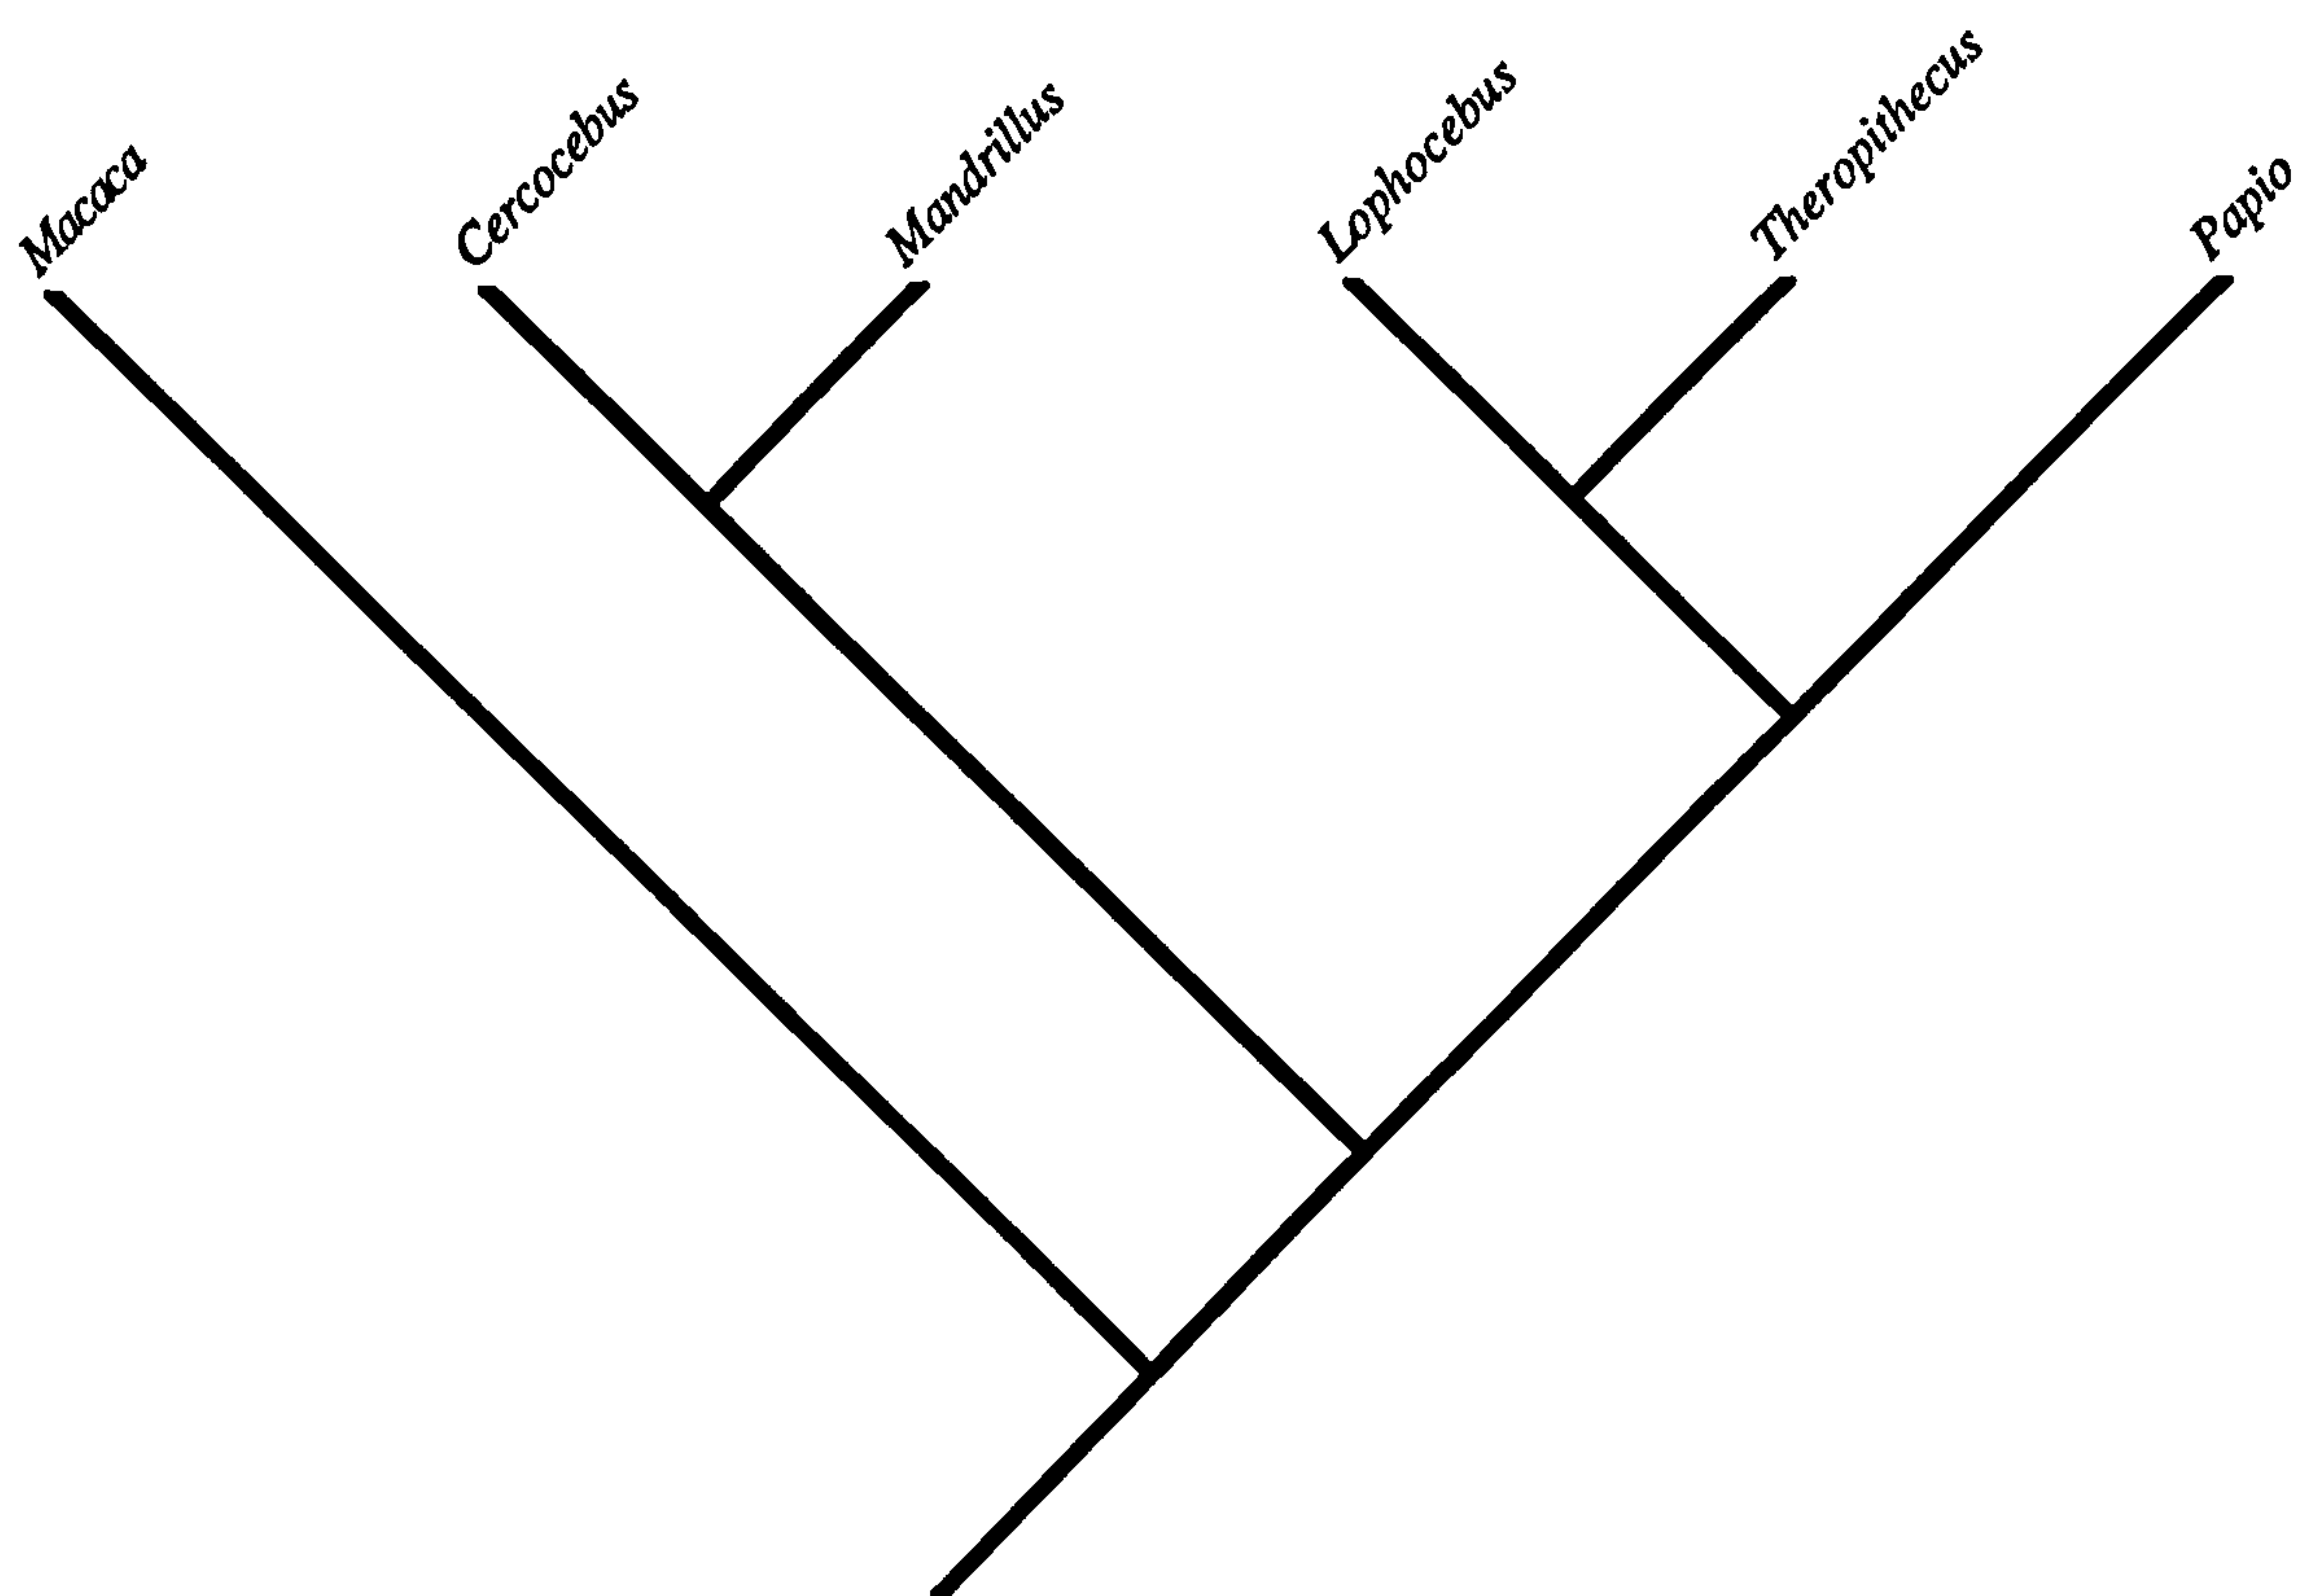 Macaca
Cercocebus
Mandrillus
Lophocebus
Theropithecus
Papio